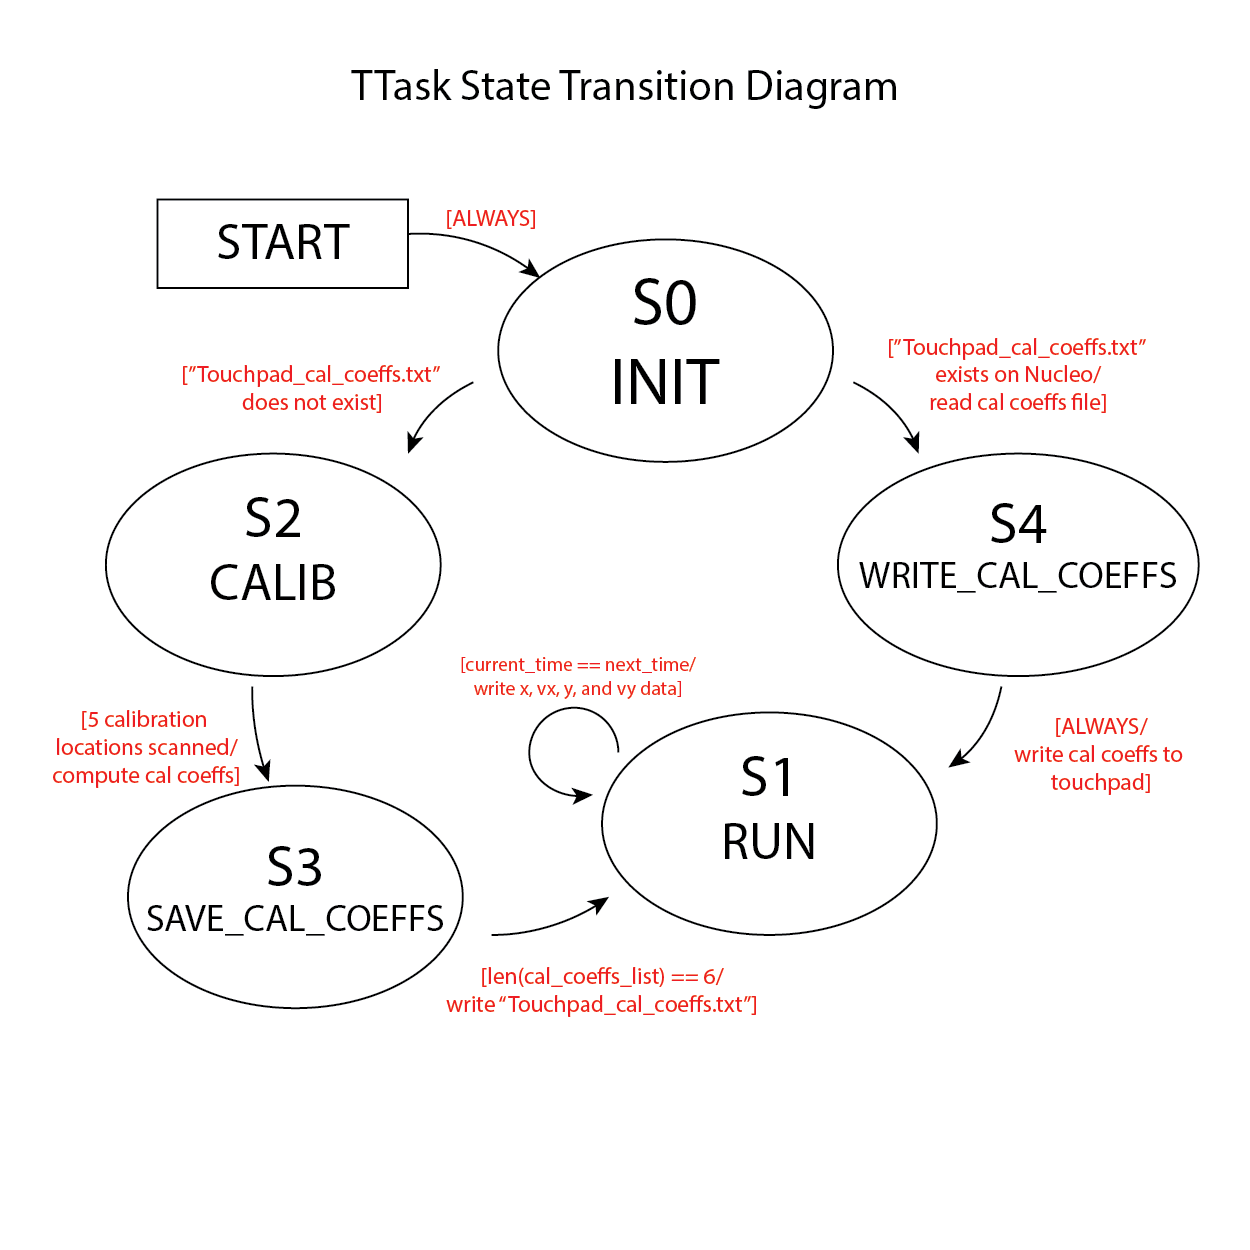 TTask State Transition Diagram
START
[ALWAYS]
S0
INIT
["Touchpad_cal_coeffs.txt"
does not exist]
["Touchpad_cal_coeffs.txt"
exists on Nucleo/
read cal coeffs file]
S2
CALIB
S4
WRITE_CAL_COEFFS
[current_time == next_time/
write x, vx, y, and vy data]
[5 calibration
locations scanned/
compute cal coeffs]
[ALWAYS/
write cal coeffs to
touchpad]
S1
RUN
S3
SAVE_CAL_COEFFS
[len(cal_coeffs_list) == 6/
write “Touchpad_cal_coeffs.txt”]